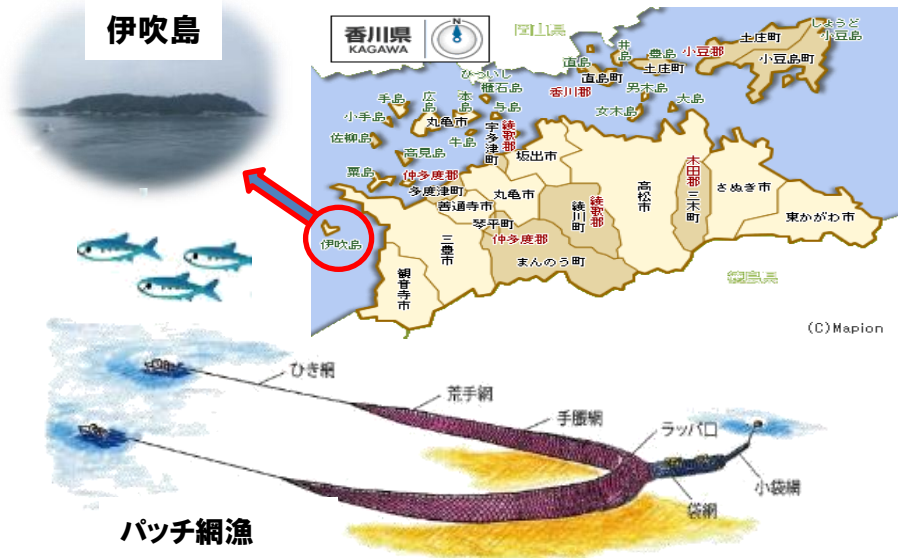 伊吹島
香川県
KAGAWA
N
岡山県
しょうど
小豆島
土庄町
小豆郡
小豆島町
井島
豊島
直島
直島町
土庄町
男木島
香川郡
女木島
大島
ひついし
櫃石島
与島
本島
広島
手島
小手島
丸亀市
牛島
佐柳島
高見島
粟島
宇多津町
綾歌郡
坂出市
仲多度郡
多度津町
善通寺市
丸亀市
琴平町
仲多度郡
まんのう町
綾川町
綾歌郡
高松市
木田郡
三木町
さぬき市
東かがわ市
三豊市
観音寺市
伊吹島
徳島県
(C)Mapion
ひき網
荒手網
手腰網
ラッパ口
袋網
小袋網
パッチ網漁